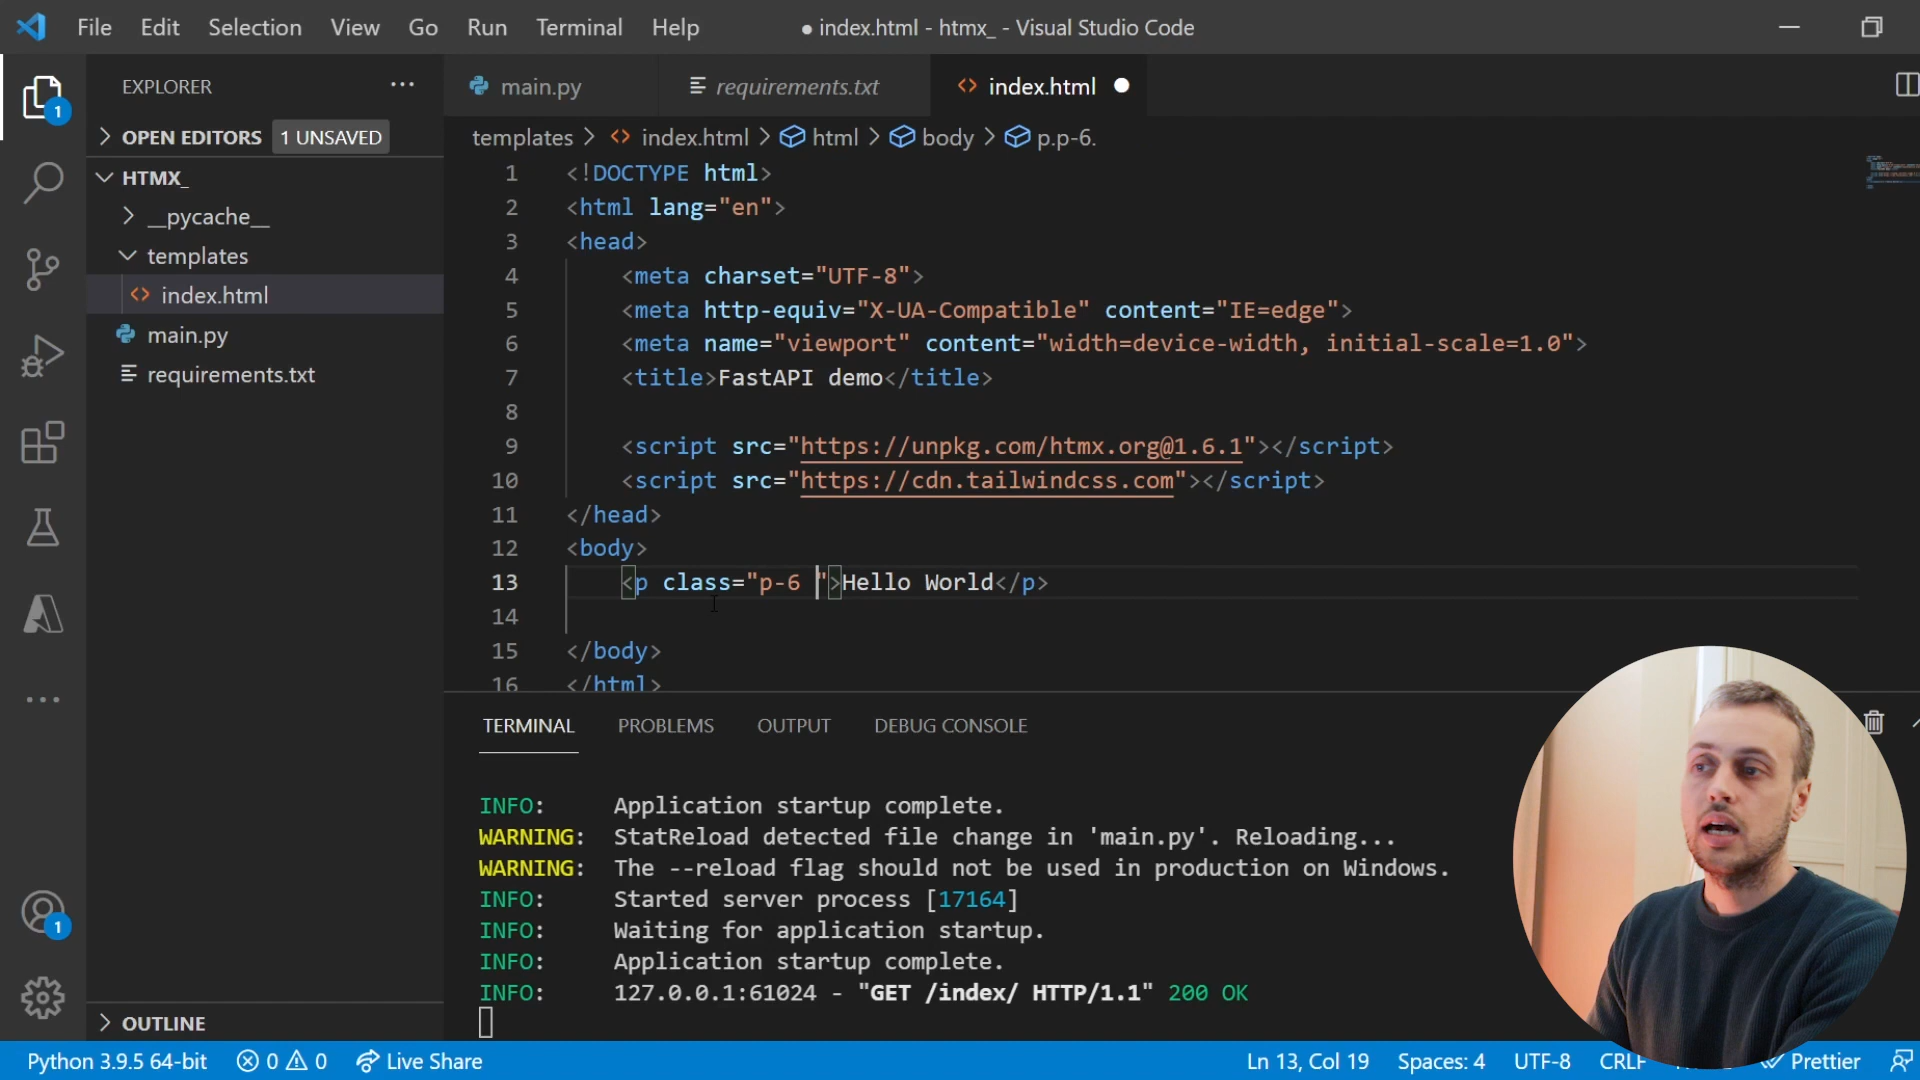 File Edit Selection View Go Run Terminal Help
● index.html - htmx_ - Visual Studio Code
EXPLORER ...
main.py
requirements.txt
index.html
OPEN EDITORS 1 UNSAVED
templates > index.html > html > body > p.p-6.
HTMX_
__pycache__
templates
index.html
main.py
requirements.txt
OUTLINE
1
1
1 <!DOCTYPE html>
2 <html lang="en">
3 <head>
4 <meta charset="UTF-8">
5 <meta http-equiv="X-UA-Compatible" content="IE=edge">
6 <meta name="viewport" content="width=device-width, initial-scale=1.0">
7 <title>FastAPI demo</title>
8
9 <script src="https://unpkg.com/htmx.org@1.6.1"></script>
10 <script src="https://cdn.tailwindcss.com"></script>
11 </head>
12 <body>
13 <p class="p-6 ">Hello World</p>
14
15 </body>
16 </html>
TERMINAL PROBLEMS OUTPUT DEBUG CONSOLE
INFO: Application startup complete.
WARNING: StatReload detected file change in 'main.py'. Reloading...
WARNING: The --reload flag should not be used in production on Windows.
INFO: Started server process [17164]
INFO: Waiting for application startup.
INFO: Application startup complete.
INFO: 127.0.0.1:61024 - "GET /index/ HTTP/1.1" 200 OK
Python 3.9.5 64-bit 0 0 Live Share Ln 13, Col 19 Spaces: 4 UTF-8 CRLF Prettier